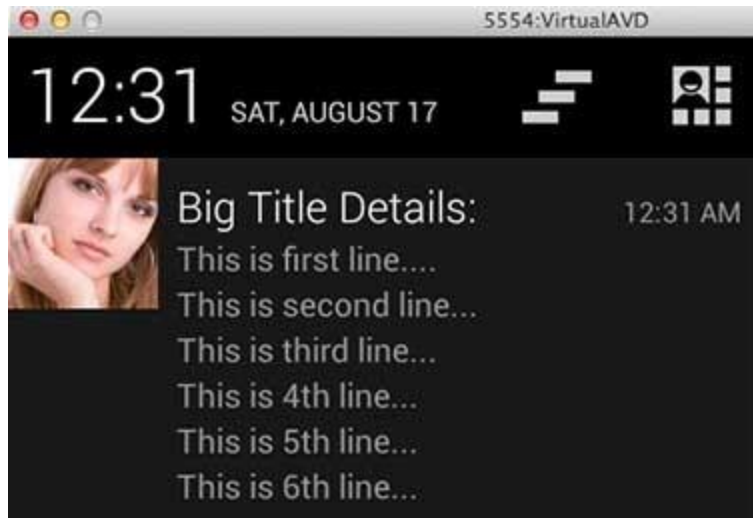 5554:VirtualAVD
12:31 SAT, AUGUST 17
Big Title Details: 12:31 AM
This is first line....
This is second line...
This is third line...
This is 4th line...
This is 5th line...
This is 6th line...